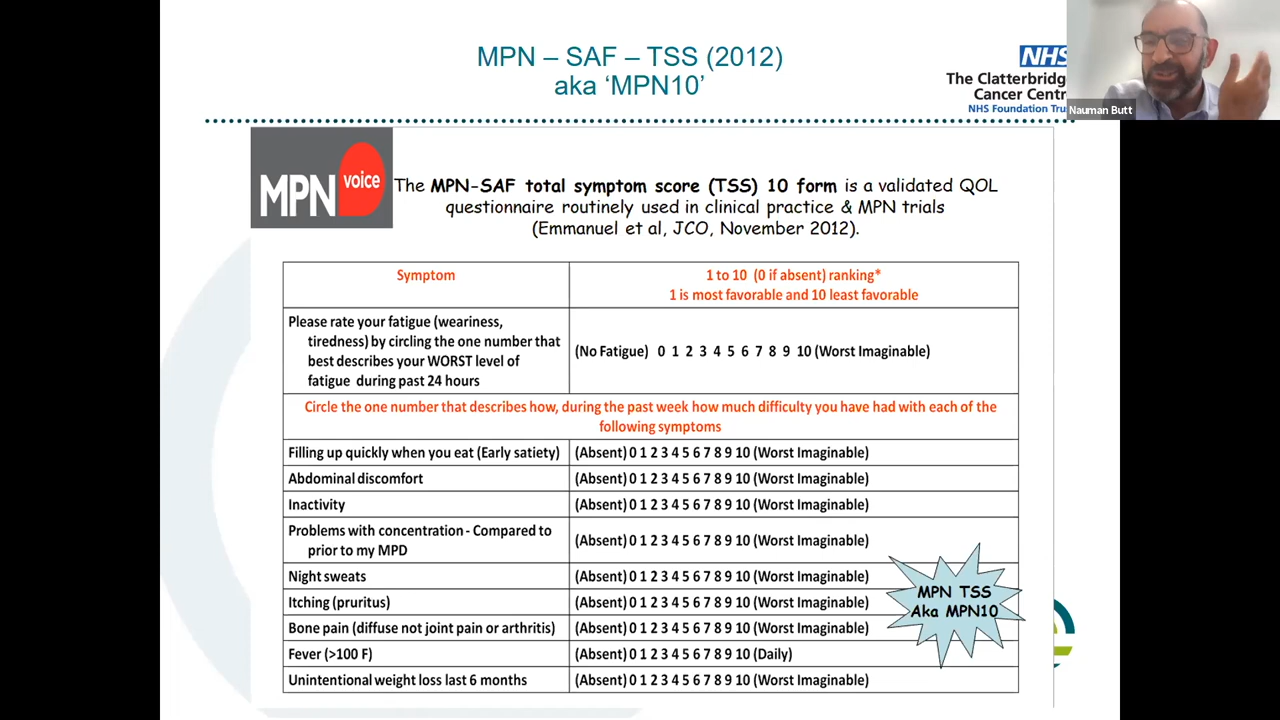 MPN – SAF – TSS (2012)
aka ‘MPN10’
NHS
The Clatterbridg
Cancer Centr
NHS Foundation Tru
Nauman Butt
MPN voice
The MPN-SAF total symptom score (TSS) 10 form is a validated QOL
questionnaire routinely used in clinical practice & MPN trials
(Emmanuel et al, JCO, November 2012).
Symptom
1 to 10 (0 if absent) ranking*
1 is most favorable and 10 least favorable
Please rate your fatigue (weariness,
tiredness) by circling the one number that
best describes your WORST level of
fatigue during past 24 hours
(No Fatigue) 0 1 2 3 4 5 6 7 8 9 10 (Worst Imaginable)
Circle the one number that describes how, during the past week how much difficulty you have had with each of the
following symptoms
Filling up quickly when you eat (Early satiety) (Absent) 0 1 2 3 4 5 6 7 8 9 10 (Worst Imaginable)
Abdominal discomfort (Absent) 0 1 2 3 4 5 6 7 8 9 10 (Worst Imaginable)
Inactivity (Absent) 0 1 2 3 4 5 6 7 8 9 10 (Worst Imaginable)
Problems with concentration - Compared to
prior to my MPD
(Absent) 0 1 2 3 4 5 6 7 8 9 10 (Worst Imaginable)
Night sweats (Absent) 0 1 2 3 4 5 6 7 8 9 10 (Worst Imaginable)
Itching (pruritus) (Absent) 0 1 2 3 4 5 6 7 8 9 10 (Worst Imaginable)
Bone pain (diffuse not joint pain or arthritis) (Absent) 0 1 2 3 4 5 6 7 8 9 10 (Worst Imaginable)
Fever (>100 F) (Absent) 0 1 2 3 4 5 6 7 8 9 10 (Daily)
Unintentional weight loss last 6 months (Absent) 0 1 2 3 4 5 6 7 8 9 10 (Worst Imaginable)
MPN TSS
Aka MPN10